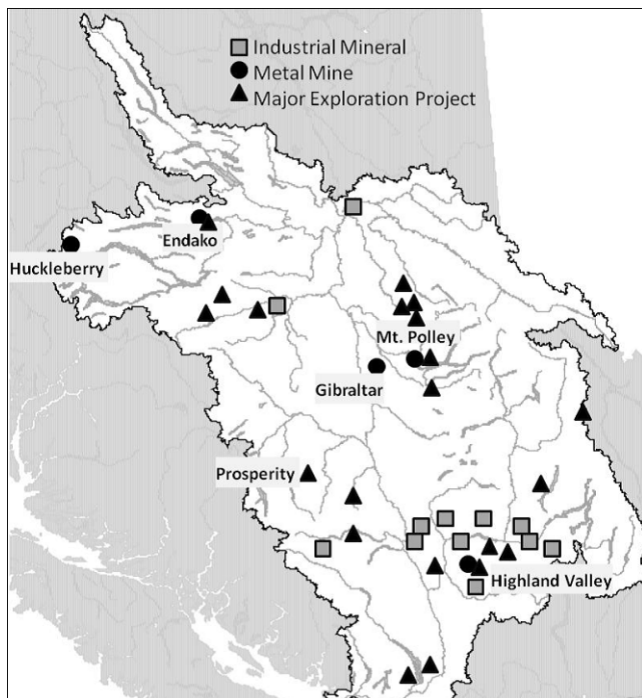 Industrial Mineral
Metal Mine
Major Exploration Project
Endako
Huckleberry
Mt. Polley
Gibraltar
Prosperity
Highland Valley